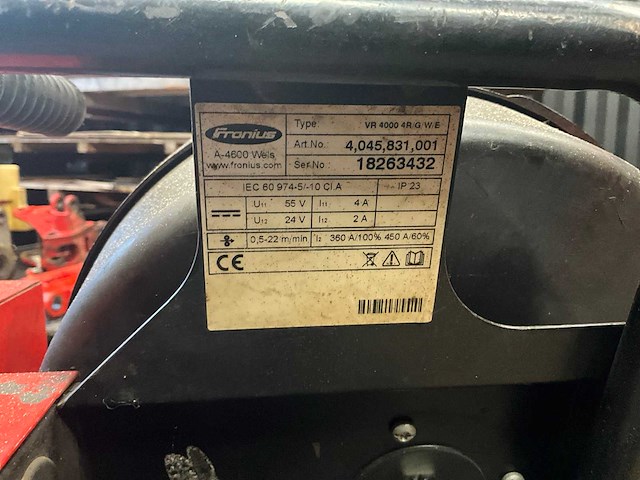 Fronius
A-4600 Wels
www.fronius.com
Type: VR 4000 4R/G/W/E
Art.No.: 4,045,831,001
Ser.No.: 18263432
IEC 60 974-5/-10 Cl.A IP 23
U11 55 V I11 4 A
U12 24 V I12 2 A
0,5-22 m/min I2 360 A/100% 450 A/60%
CE